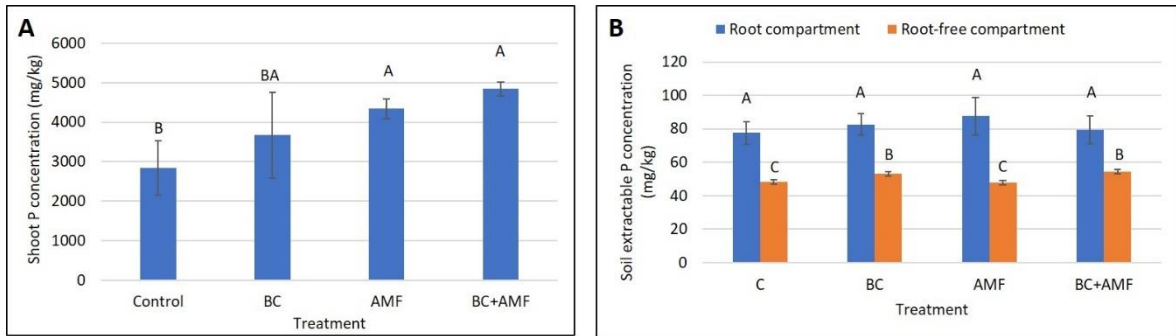 A
Shoot P concentration (mg/kg)
6000
5000
4000
3000
2000
1000
0
B
BA
A
A
Control BC AMF BC+AMF
Treatment
B
Root compartment Root-free compartment
Soil extractable P concentration
(mg/kg)
120
100
80
60
40
20
0
A
C
A
B
A
C
A
B
C BC AMF BC+AMF
Treatment